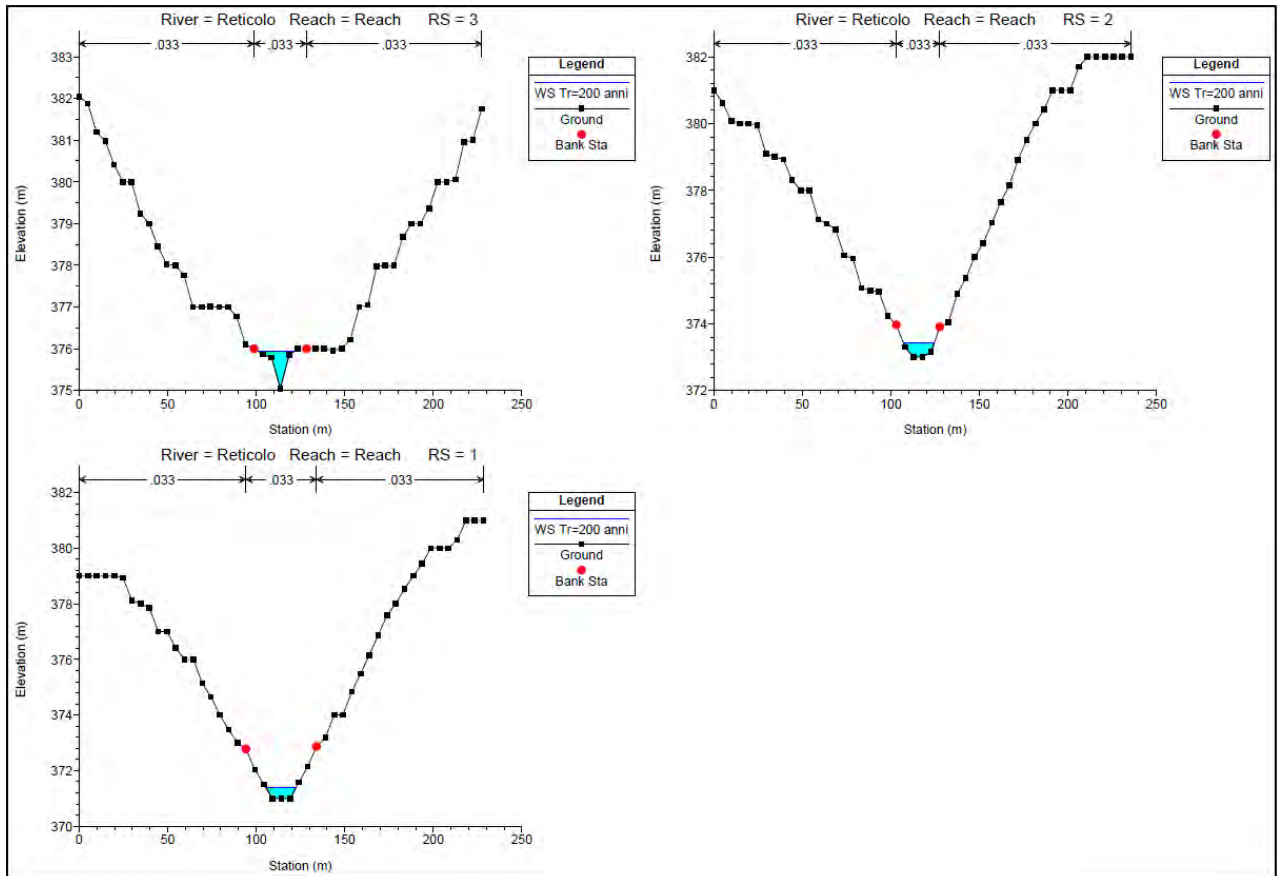 River = Reticolo Reach = Reach RS = 3
.033 .033 .033
383
382
381
380
379
378
377
376
375
0 50 100 150 200 250
Elevation (m)
Station (m)
Legend
WS Tr=200 anni
Ground
Bank Sta
River = Reticolo Reach = Reach RS = 2
.033 .033 .033
382
380
378
376
374
372
0 50 100 150 200 250
Elevation (m)
Station (m)
Legend
WS Tr=200 anni
Ground
Bank Sta
River = Reticolo Reach = Reach RS = 1
.033 .033 .033
382
380
378
376
374
372
370
0 50 100 150 200 250
Elevation (m)
Station (m)
Legend
WS Tr=200 anni
Ground
Bank Sta